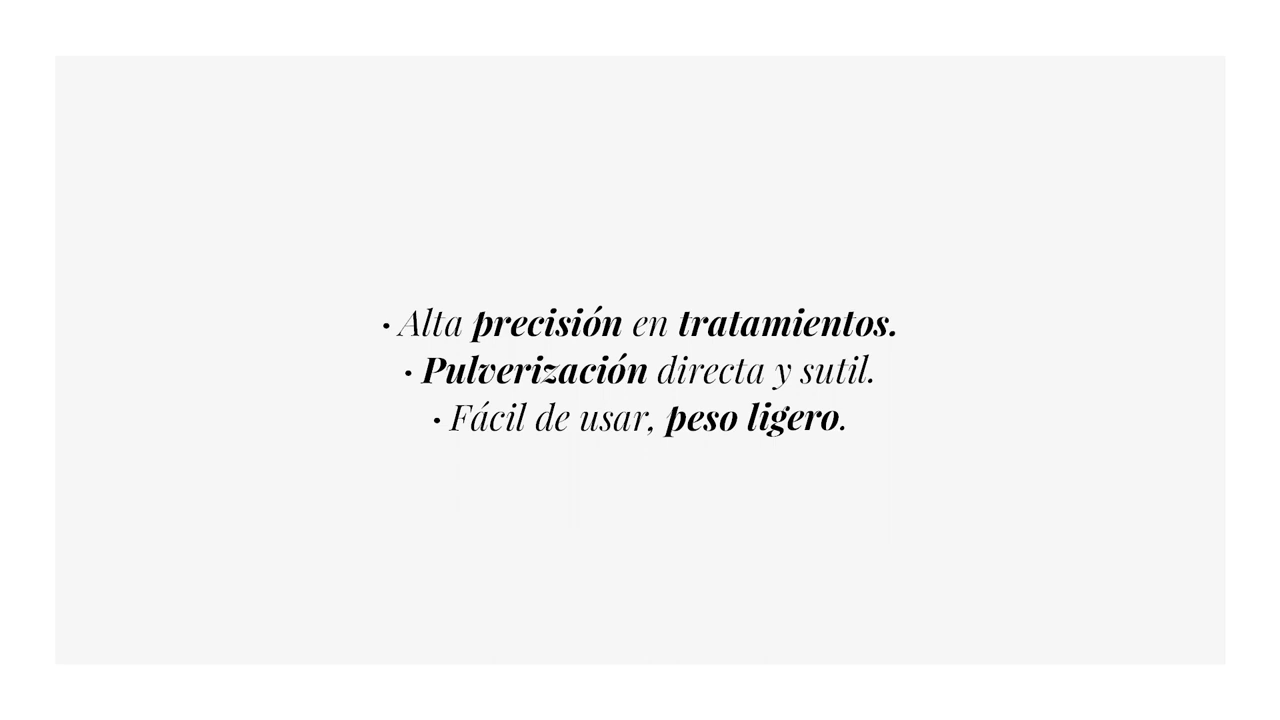 · Alta precisión en tratamientos.
· Pulverización directa y sutil.
· Fácil de usar, peso ligero.